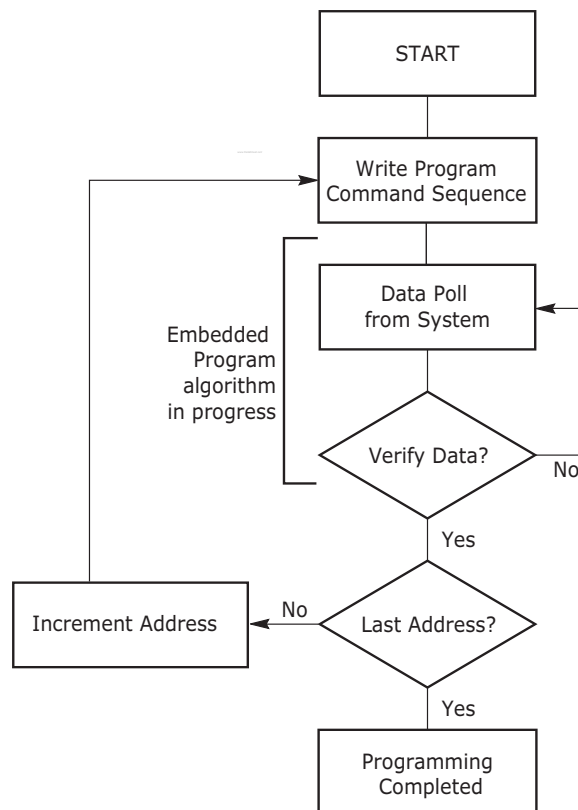 START
Write Program
Command Sequence
Data Poll
from System
Embedded
Program
algorithm
in progress
Verify Data?
No
Yes
No
Increment Address
Last Address?
Yes
Programming
Completed